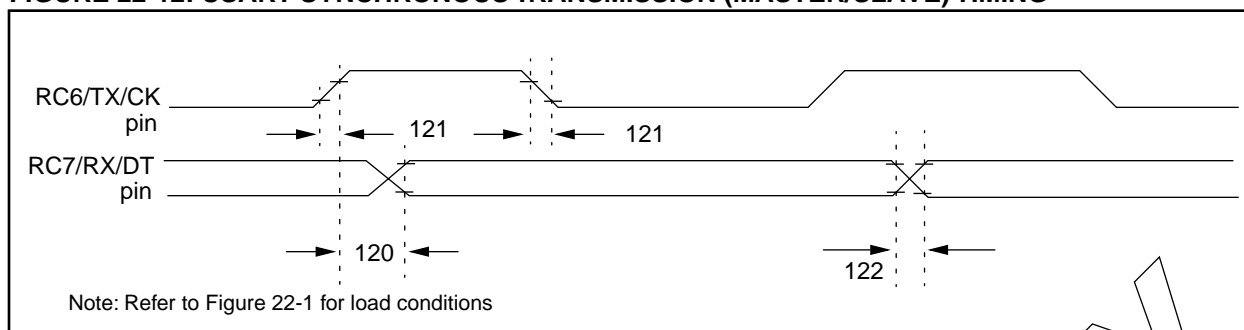 FIGURE 22-12: USART SYNCHRONOUS TRANSMISSION (MASTER/SLAVE) TIMING
RC6/TX/CK
pin
121
121
RC7/RX/DT
pin
120
122
Note: Refer to Figure 22-1 for load conditions